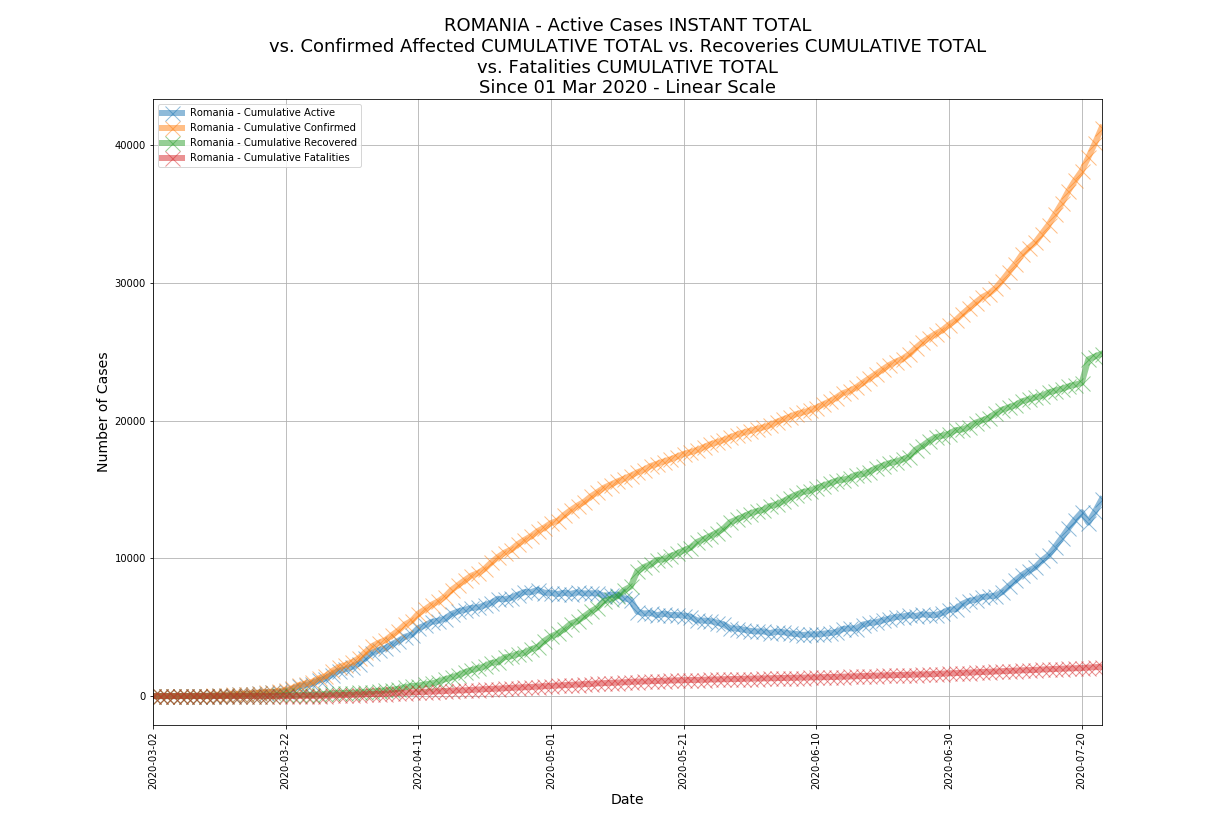 ROMANIA - Active Cases INSTANT TOTAL
vs. Confirmed Affected CUMULATIVE TOTAL vs. Recoveries CUMULATIVE TOTAL
vs. Fatalities CUMULATIVE TOTAL
Since 01 Mar 2020 - Linear Scale
Romania - Cumulative Active
Romania - Cumulative Confirmed
Romania - Cumulative Recovered
Romania - Cumulative Fatalities
Number of Cases
40000
30000
20000
10000
0
2020-03-02
2020-03-22
2020-04-11
2020-05-01
2020-05-21
2020-06-10
2020-06-30
2020-07-20
Date